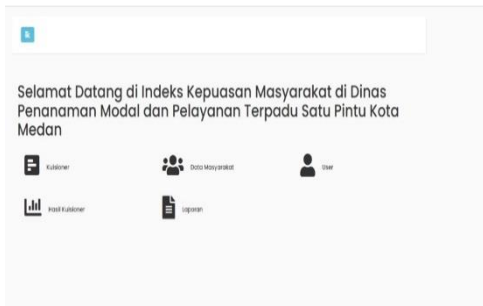 Selamat Datang di Indeks Kepuasan Masyarakat di Dinas
Penanaman Modal dan Pelayanan Terpadu Satu Pintu Kota
Medan
Kuisioner
Data Masyarakat
User
Hasil Kuisioner
Laporan